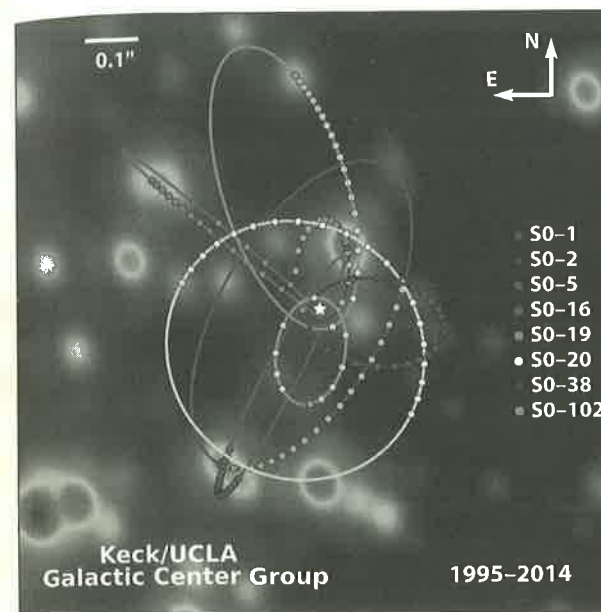 0.1"
N
E
S0–1
S0–2
S0–5
S0–16
S0–19
S0–20
S0–38
S0–102
Keck/UCLA
Galactic Center Group
1995–2014